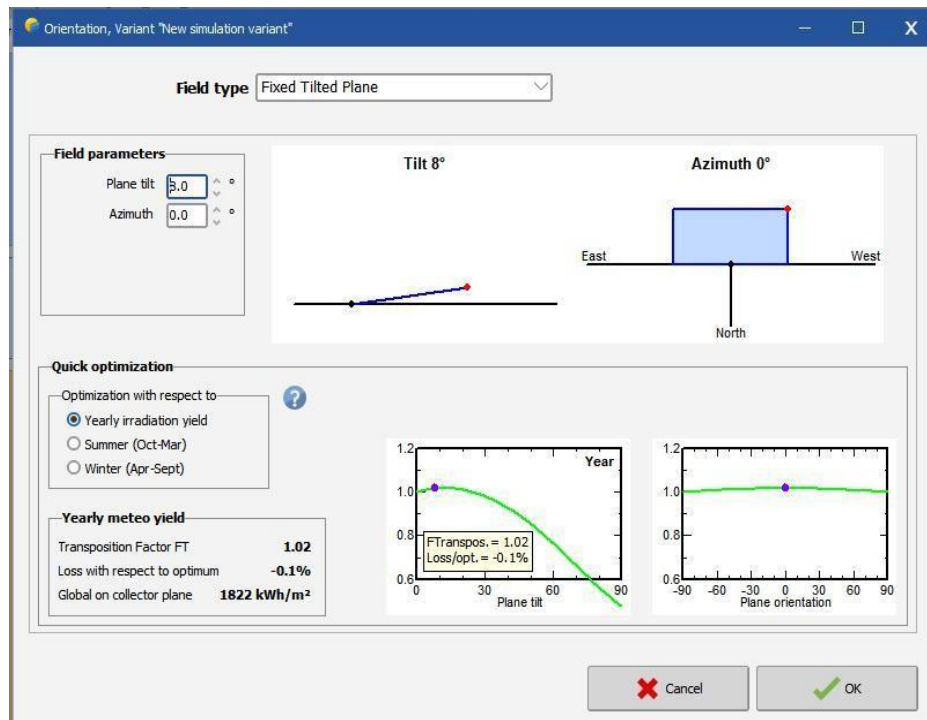 Orientation, Variant "New simulation variant"
Field type Fixed Tilted Plane
Field parameters
Plane tilt 8.0 °
Azimuth 0.0 °
Tilt 8°
Azimuth 0°
East
West
North
Quick optimization
Optimization with respect to
Yearly irradiation yield
Summer (Oct-Mar)
Winter (Apr-Sept)
?
Yearly meteo yield
Transposition Factor FT 1.02
Loss with respect to optimum -0.1%
Global on collector plane 1822 kWh/m²
1.2
1.0
0.8
0.6
Year
FTranspos. = 1.02
Loss/opt. = -0.1%
0 30 60 90
Plane tilt
1.2
1.0
0.8
0.6
-90 -60 -30 0 30 60 90
Plane orientation
Cancel
OK